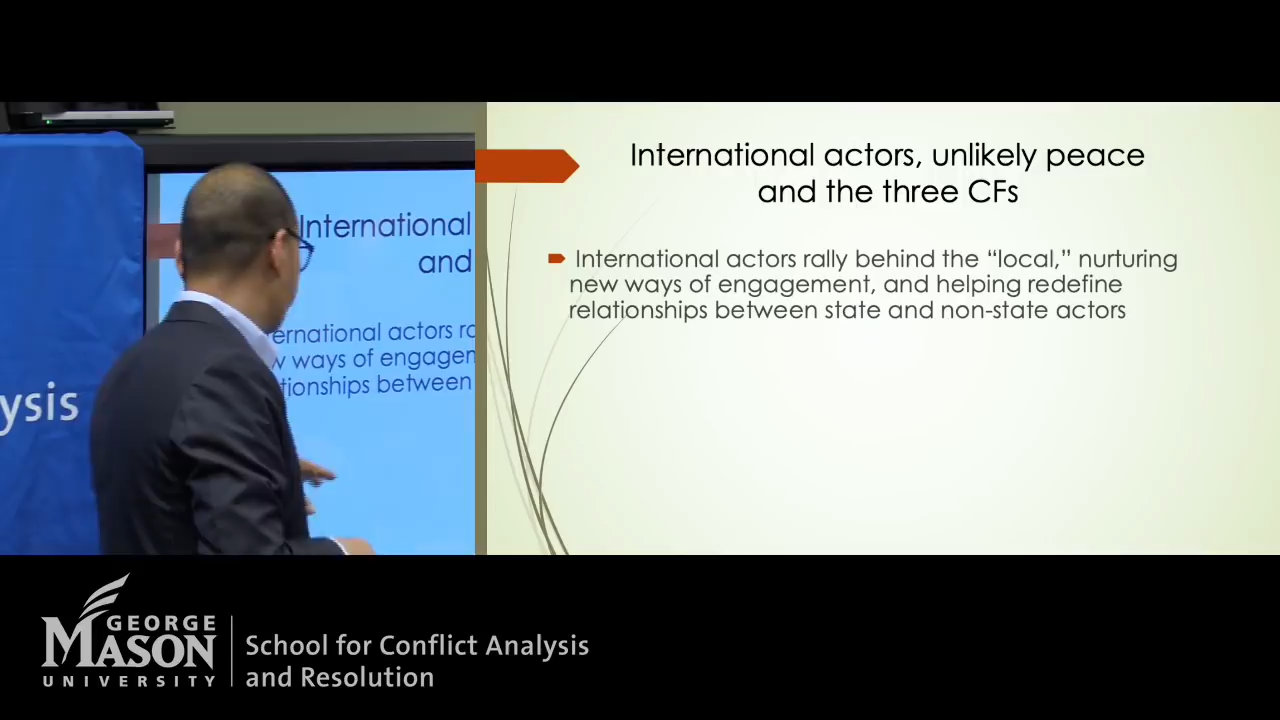 International actors, unlikely peace
and the three CFs
International actors rally behind the “local,” nurturing
new ways of engagement, and helping redefine
relationships between state and non-state actors
International
and
ernational actors ro
w ways of engagen
tionships between
ysis
GEORGE
MASON
UNIVERSITY
School for Conflict Analysis
and Resolution